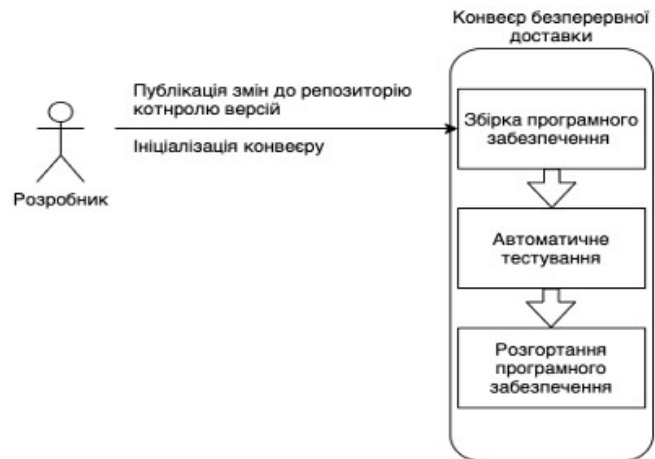 Конвеєр безперервної
доставки
Публікація змін до репозиторію
котнролю версій
Ініціалізація конвеєру
Розробник
Збірка програмного
забезпечення
Автоматичне
тестування
Розгортання
програмного
забезпечення